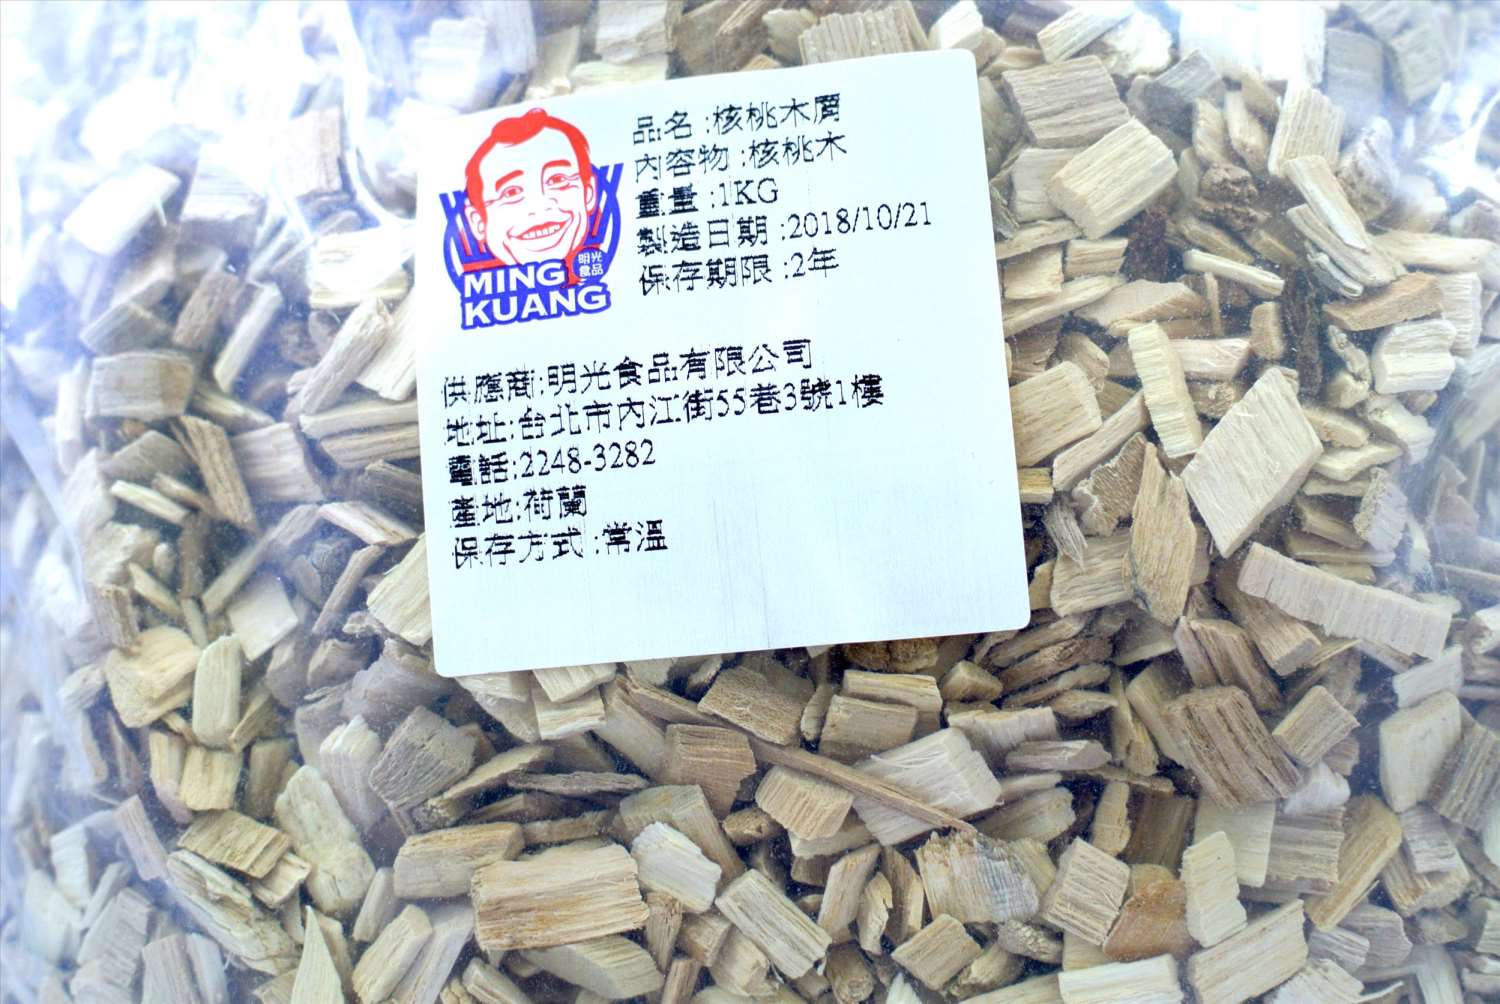 品名 :核桃木屑
內容物 :核桃木
重量 :1KG
製造日期 :2018/10/21
保存期限 :2年
明光
食品
MING
KUANG
供應商:明光食品有限公司
地址:台北市內江街55巷3號1樓
電話:2248-3282
產地:荷蘭
保存方式 :常溫